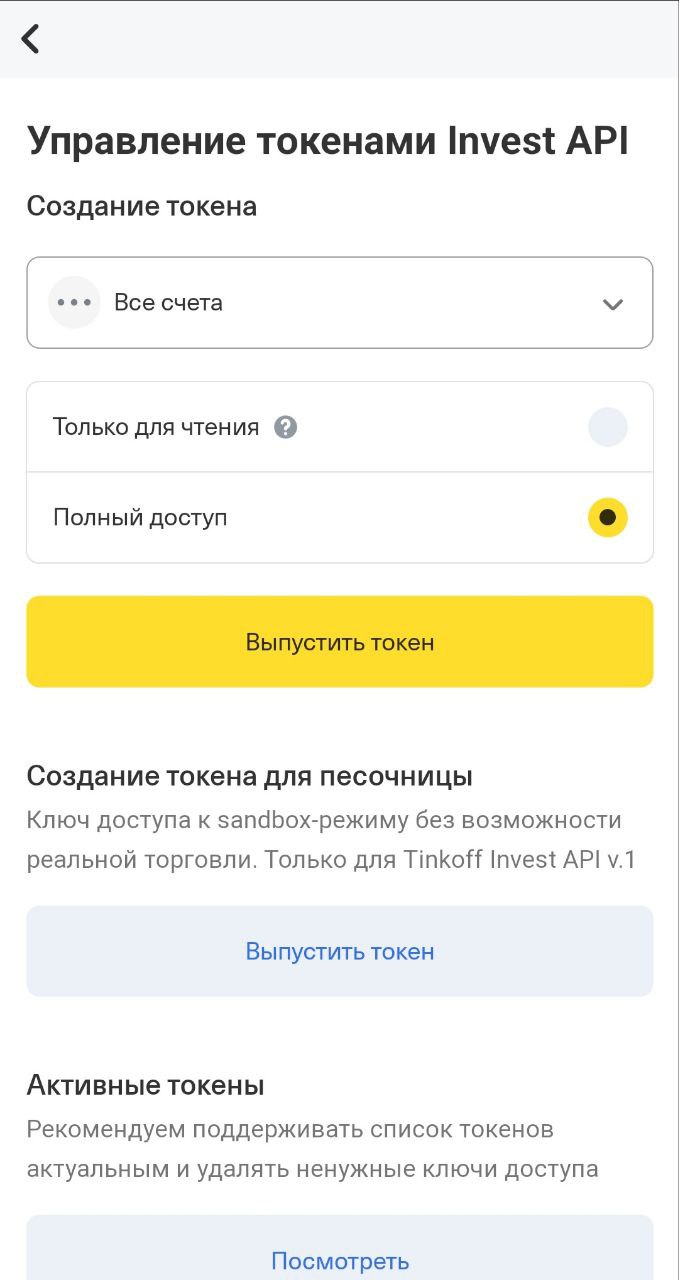 Управление токенами Invest API
Создание токена
Все счета
Только для чтения ?
Полный доступ
Выпустить токен
Создание токена для песочницы
Ключ доступа к sandbox-режиму без возможности
реальной торговли. Только для Tinkoff Invest API v.1
Выпустить токен
Активные токены
Рекомендуем поддерживать список токенов
актуальным и удалять ненужные ключи доступа
Посмотреть